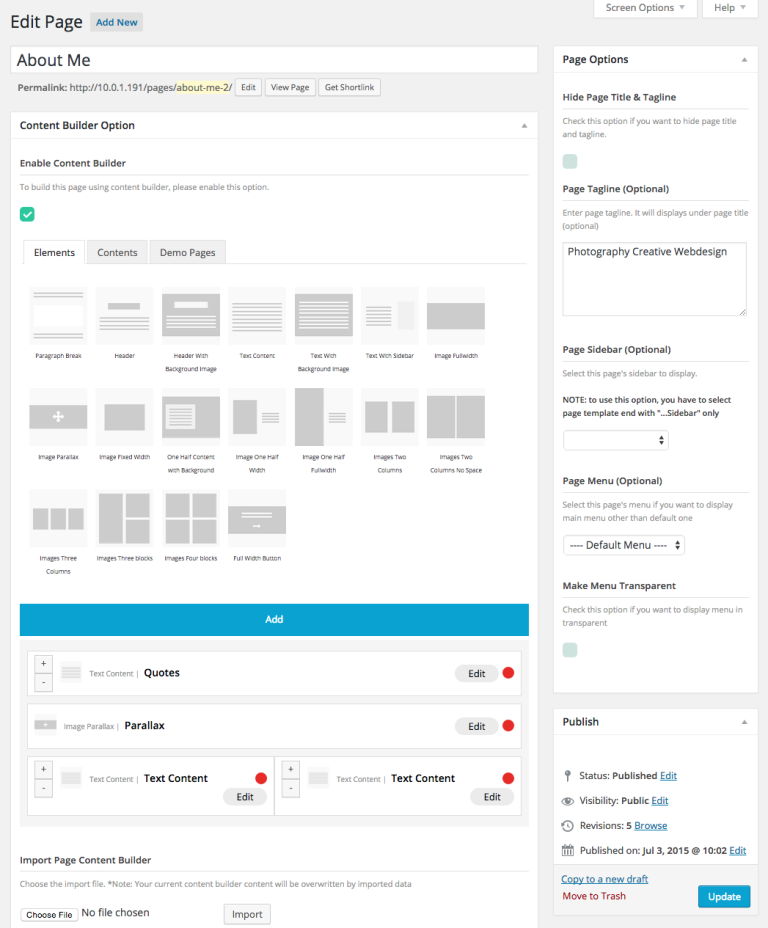 Screen Options
Help
Edit Page Add New
About Me
Permalink: http://10.0.1.191/pages/about-me-2/ Edit View Page Get Shortlink
Content Builder Option
Enable Content Builder
To build this page using content builder, please enable this option.
Elements Contents Demo Pages
Paragraph Break
Header
Header With
Background Image
Text Content
Text With
Background Image
Text With Sidebar
Image Fullwidth
Image Parallax
Image Fixed Width
One Half Content
with Background
Image One Half
Width
Image One Half
Fullwidth
Images Two
Columns
Images Two
Columns No Space
Images Three
Columns
Images Three blocks
Images Four blocks
Full Width Button
Add
+
-
Text Content | Quotes Edit
Image Parallax | Parallax Edit
+
-
Text Content | Text Content
Edit
+
-
Text Content | Text Content
Edit
Import Page Content Builder
Choose the import file. *Note: Your current content builder content will be overwritten by imported data
Choose File No file chosen Import
Page Options
Hide Page Title & Tagline
Check this option if you want to hide page title
and tagline.
Page Tagline (Optional)
Enter page tagline. It will displays under page title
(optional)
Photography Creative Webdesign
Page Sidebar (Optional)
Select this page's sidebar to display.
NOTE: to use this option, you have to select
page template end with "...Sidebar" only
Page Menu (Optional)
Select this page's menu if you want to display
main menu other than default one
---- Default Menu ----
Make Menu Transparent
Check this option if you want to display menu in
transparent
Publish
Status: Published Edit
Visibility: Public Edit
Revisions: 5 Browse
Published on: Jul 3, 2015 @ 10:02 Edit
Copy to a new draft
Move to Trash
Update